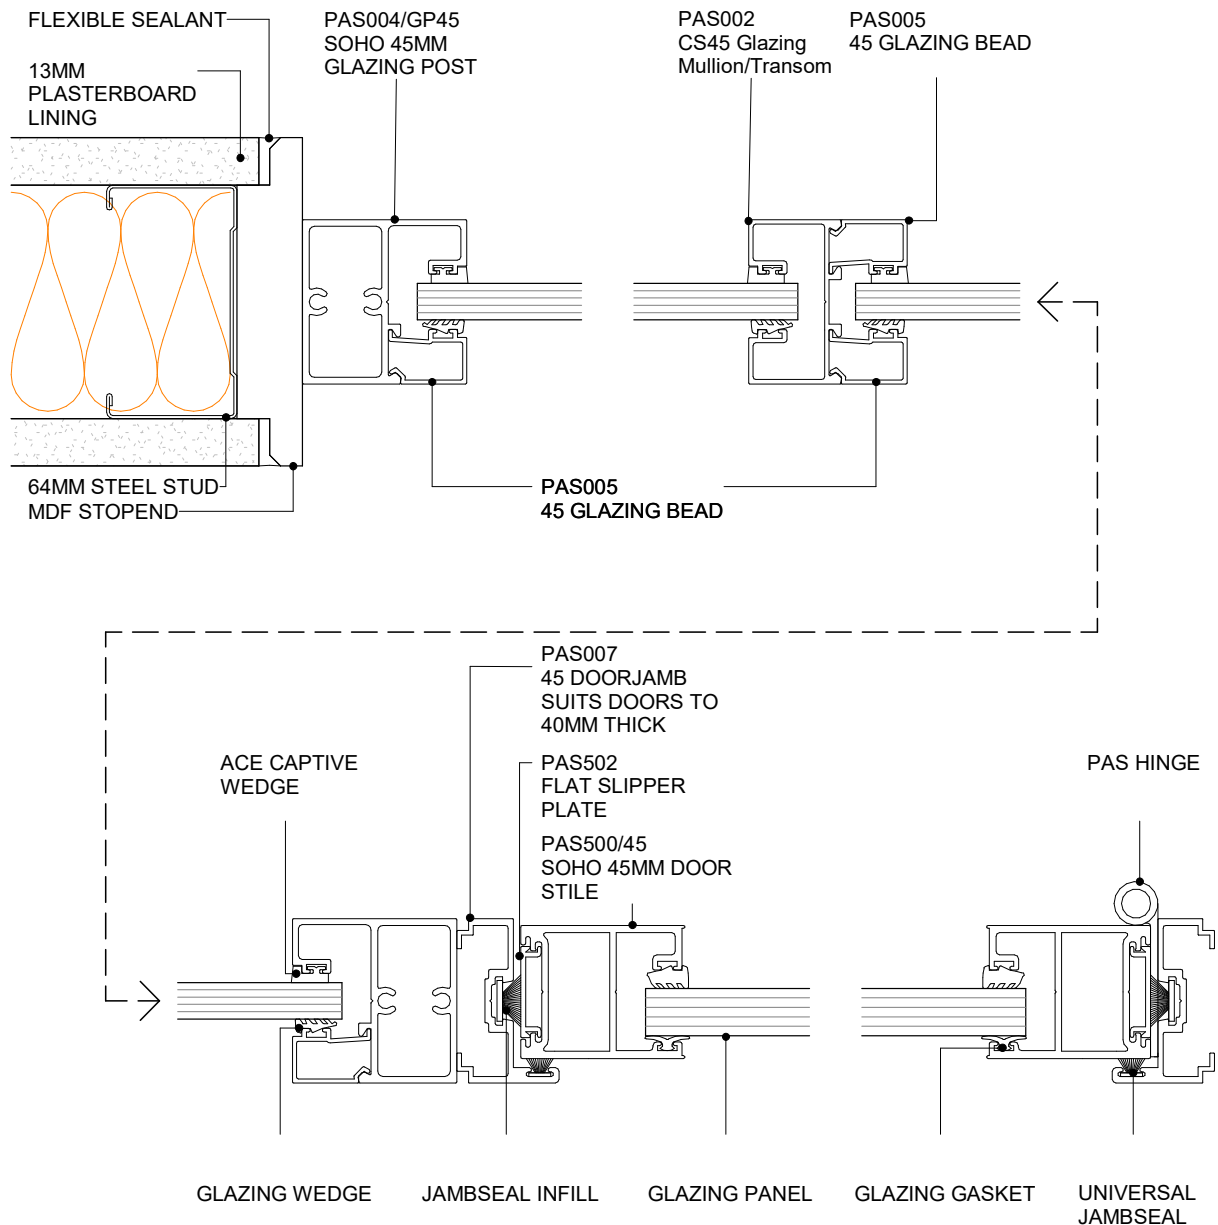 FLEXIBLE SEALANT
13MM
PLASTERBOARD
LINING
PAS004/GP45
SOHO 45MM
GLAZING POST
PAS002
CS45 Glazing
Mullion/Transom
PAS005
45 GLAZING BEAD
64MM STEEL STUD
MDF STOPEND
PAS005
45 GLAZING BEAD
PAS007
45 DOORJAMB
SUITS DOORS TO
40MM THICK
ACE CAPTIVE
WEDGE
PAS502
FLAT SLIPPER
PLATE
PAS HINGE
PAS500/45
SOHO 45MM DOOR
STILE
GLAZING WEDGE
JAMBSEAL INFILL
GLAZING PANEL
GLAZING GASKET
UNIVERSAL
JAMBSEAL